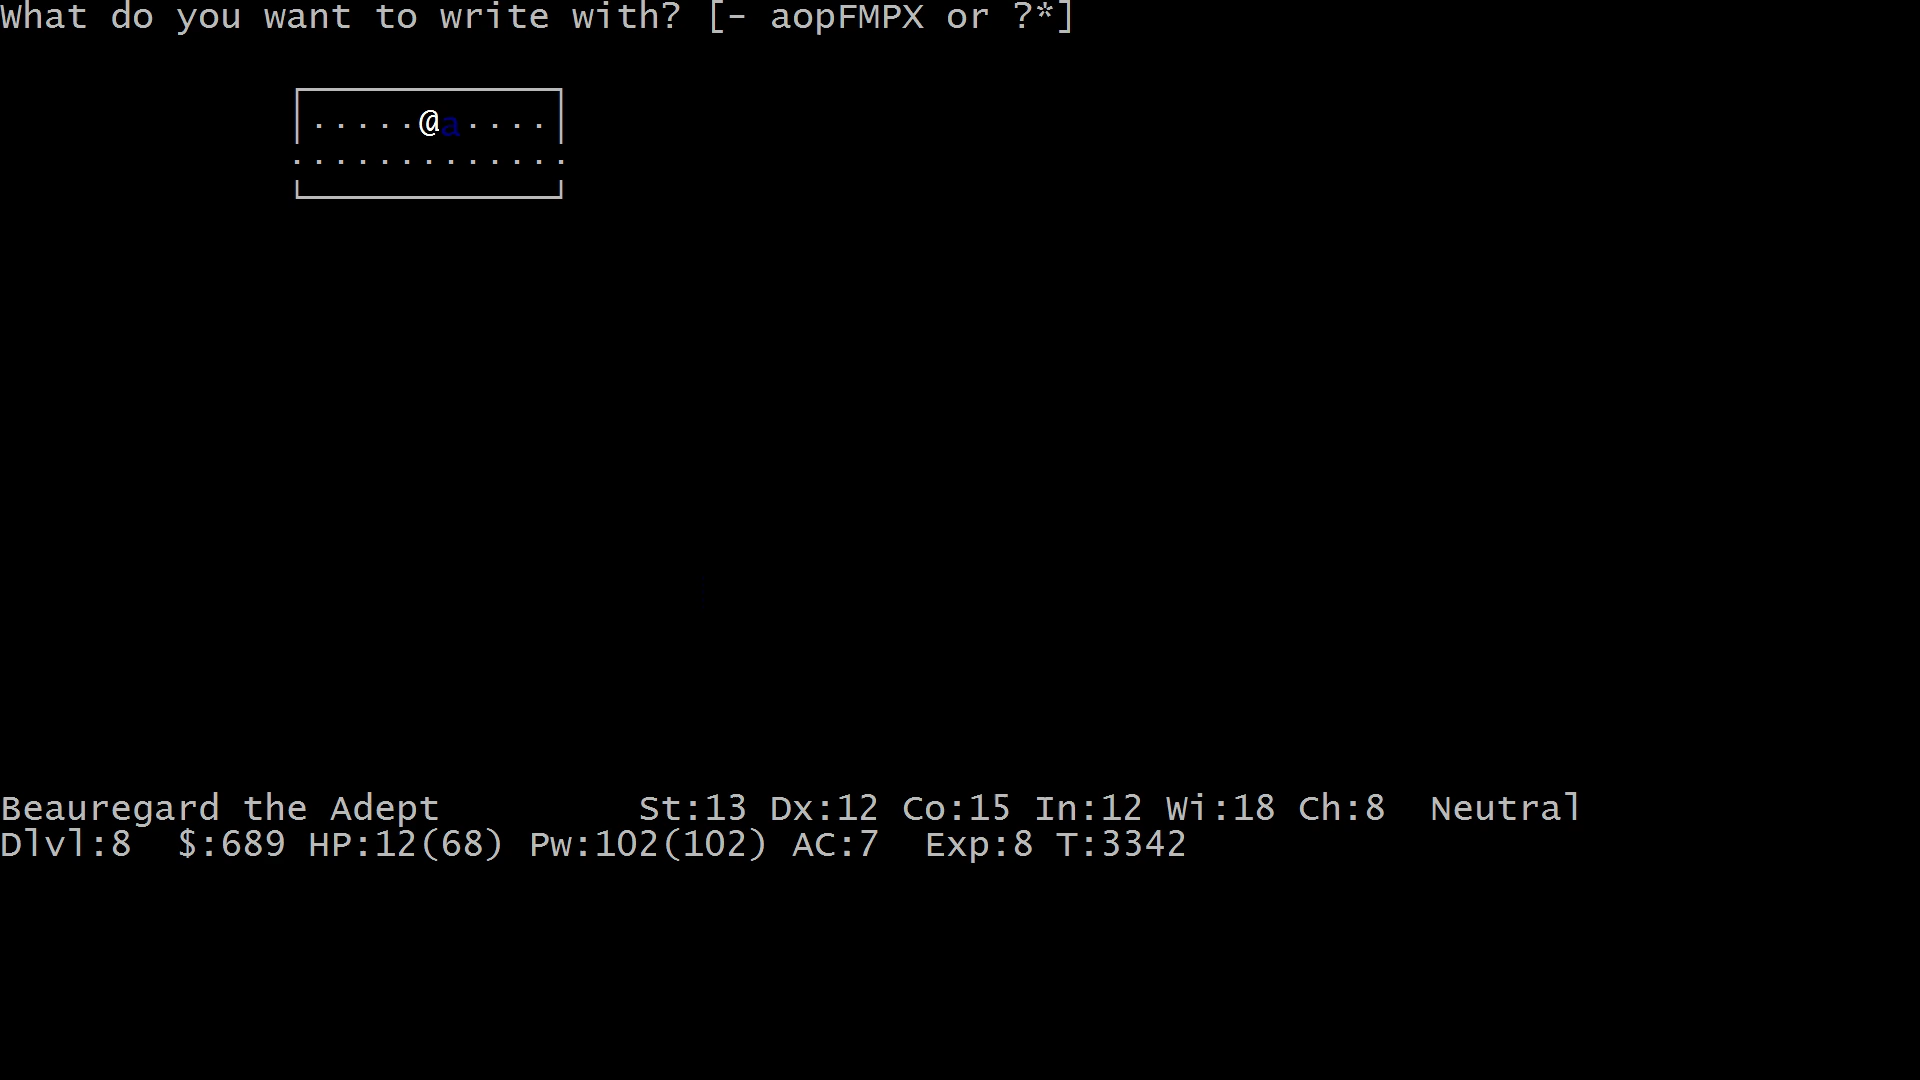 What do you want to write with? [- aopFMPX or ?*]
|.....@a....|
.............
Beauregard the Adept St:13 Dx:12 Co:15 In:12 Wi:18 Ch:8 Neutral
Dlvl:8 $:689 HP:12(68) Pw:102(102) AC:7 Exp:8 T:3342